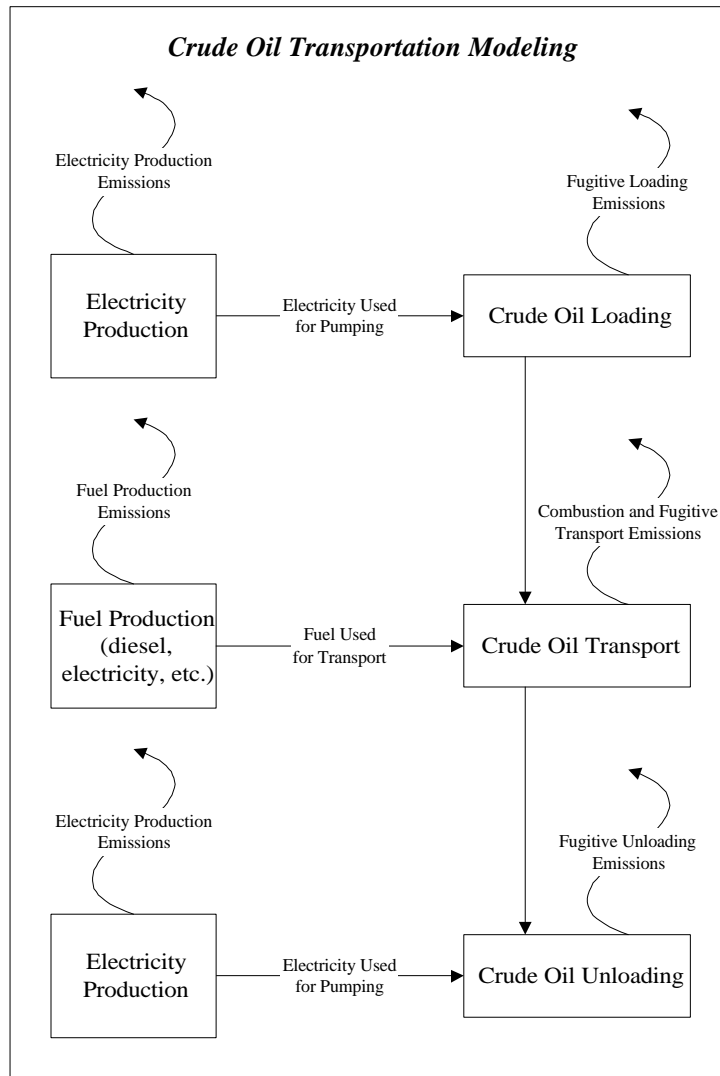 Crude Oil Transportation Modeling
Electricity Production
Emissions
Fugitive Loading
Emissions
Electricity
Production
Electricity Used
for Pumping
Crude Oil Loading
Fuel Production
Emissions
Combustion and Fugitive
Transport Emissions
Fuel Production
(diesel,
electricity, etc.)
Fuel Used
for Transport
Crude Oil Transport
Electricity Production
Emissions
Fugitive Unloading
Emissions
Electricity
Production
Electricity Used
for Pumping
Crude Oil Unloading